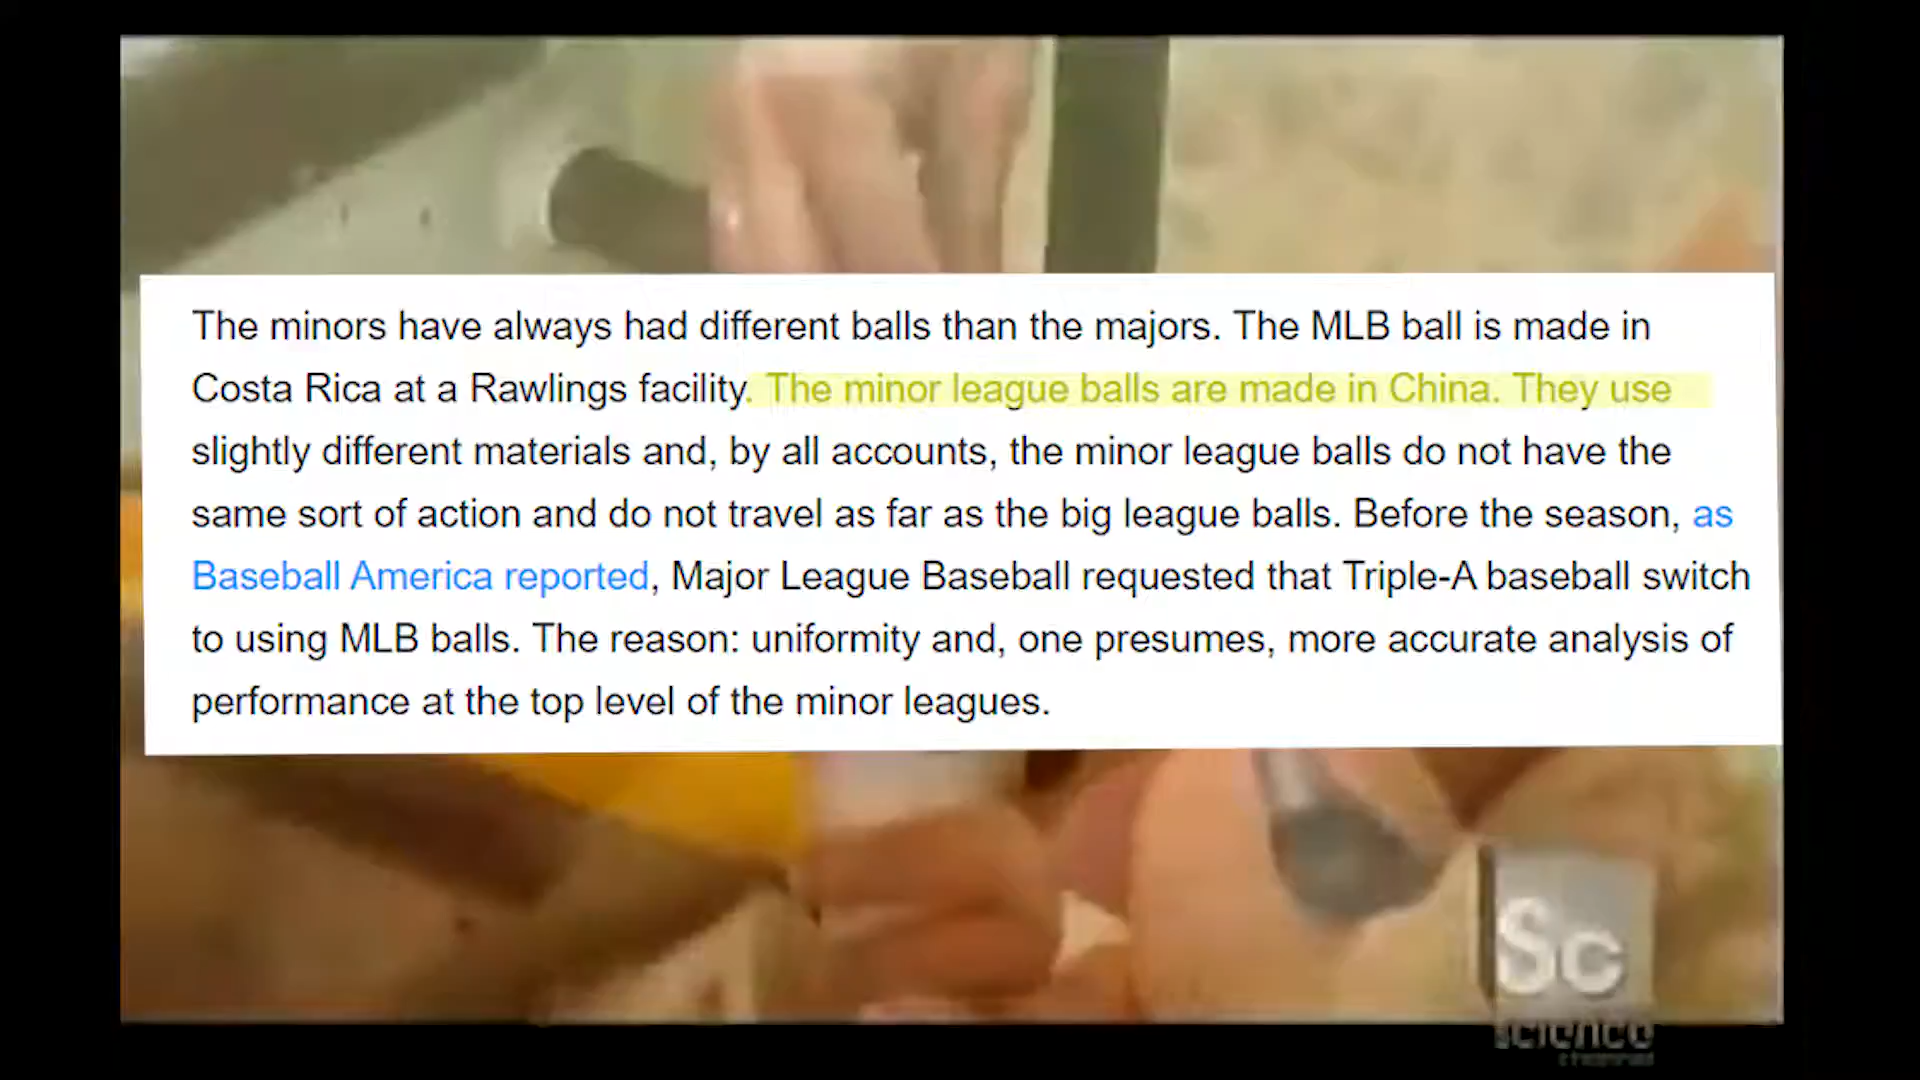 The minors have always had different balls than the majors. The MLB ball is made in
Costa Rica at a Rawlings facility. The minor league balls are made in China. They use
slightly different materials and, by all accounts, the minor league balls do not have the
same sort of action and do not travel as far as the big league balls. Before the season, as
Baseball America reported, Major League Baseball requested that Triple-A baseball switch
to using MLB balls. The reason: uniformity and, one presumes, more accurate analysis of
performance at the top level of the minor leagues.
Sc
science
channel